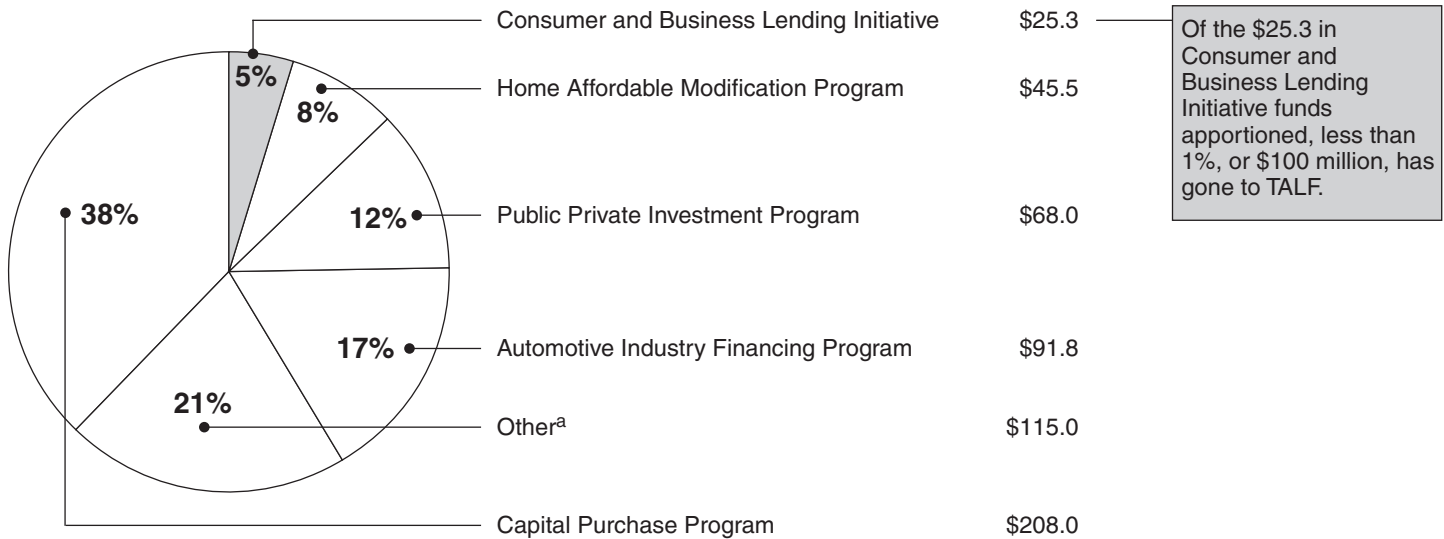 Consumer and Business Lending Initiative $25.3
Of the $25.3 in
Consumer and
Business Lending
Initiative funds
apportioned, less than
1%, or $100 million, has
gone to TALF.
5%
Home Affordable Modification Program $45.5
8%
38%
12%
Public Private Investment Program $68.0
17%
Automotive Industry Financing Program $91.8
21%
Otherᵃ $115.0
Capital Purchase Program $208.0